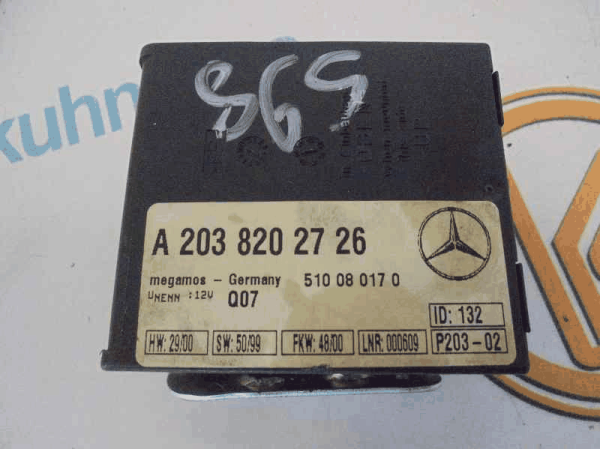 kuhn
A 203 820 27 26
megamos - Germany 510 08 017 0
UNENN :12V Q07
ID: 132
HW: 29/00 SW: 50/99 FKW: 48/00 LNR: 000609 P203-02